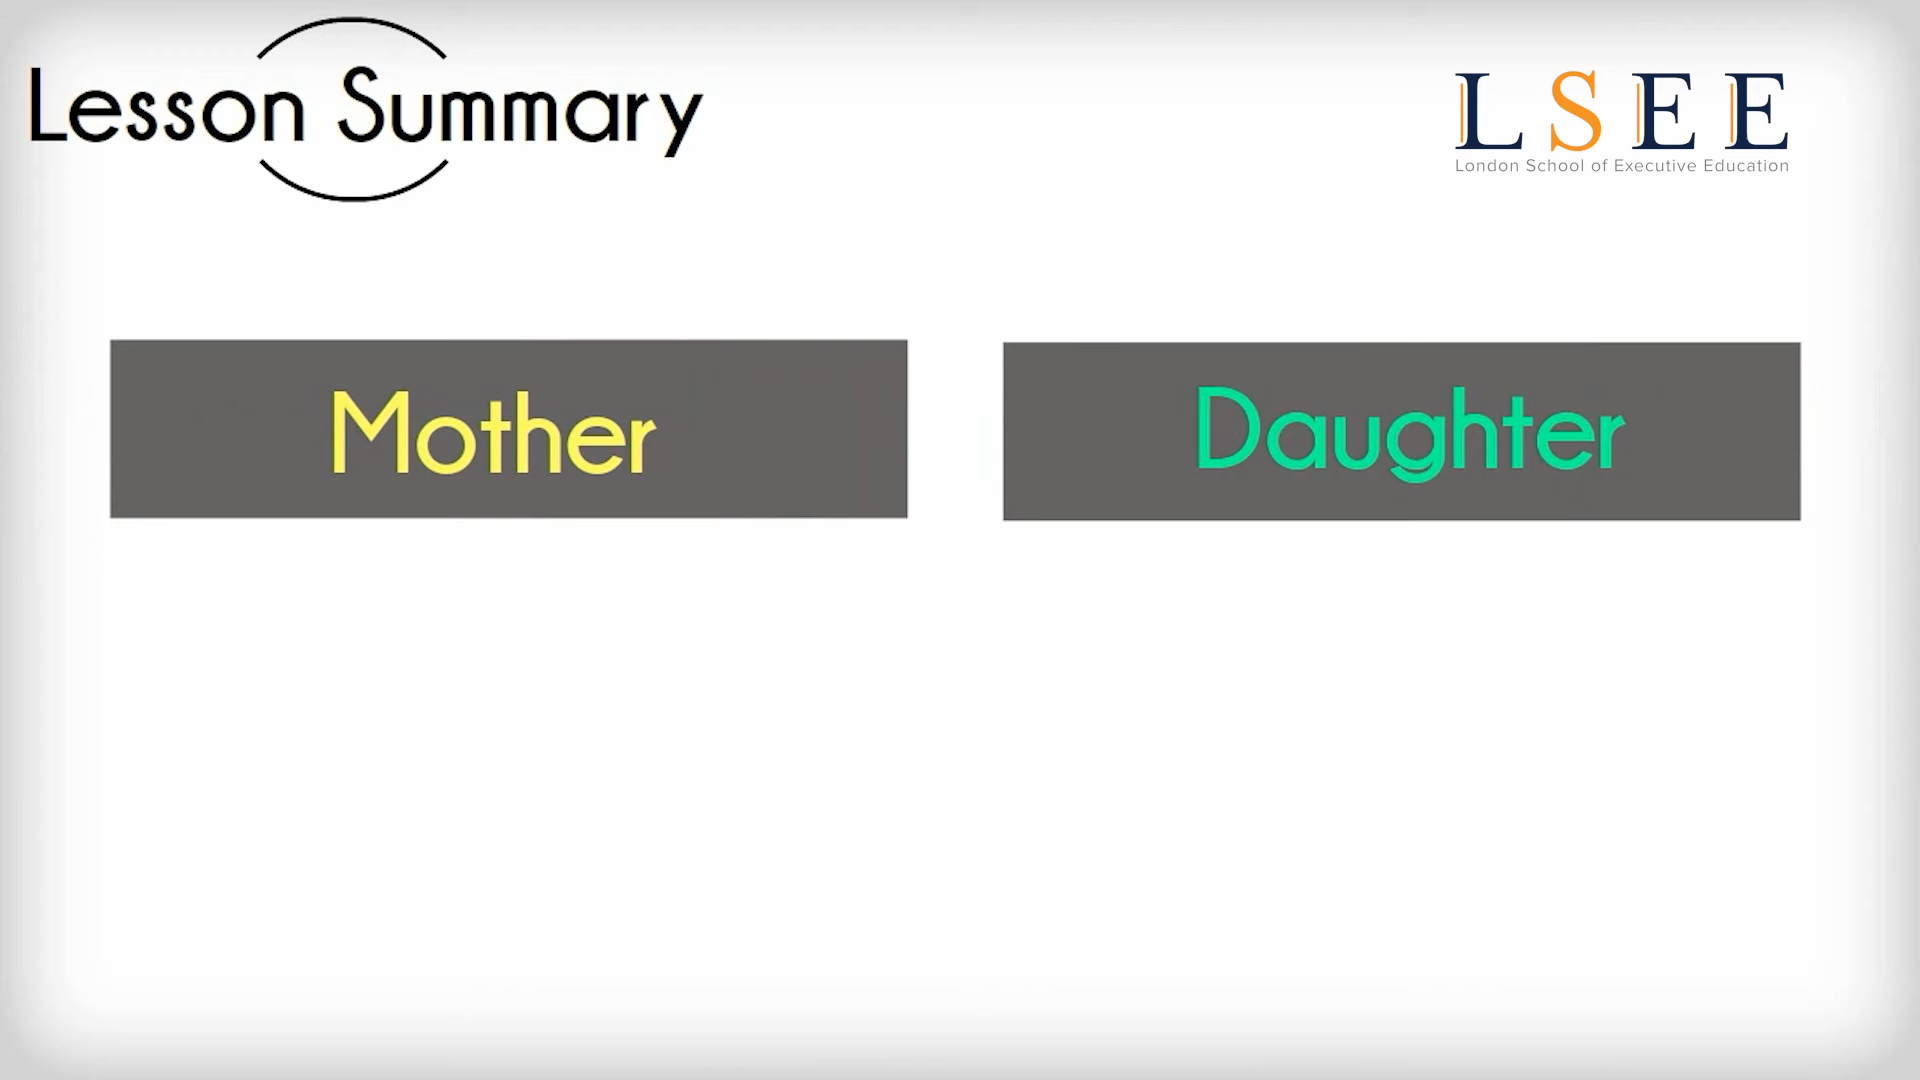 Lesson Summary
LSEE
London School of Executive Education
Mother
Daughter